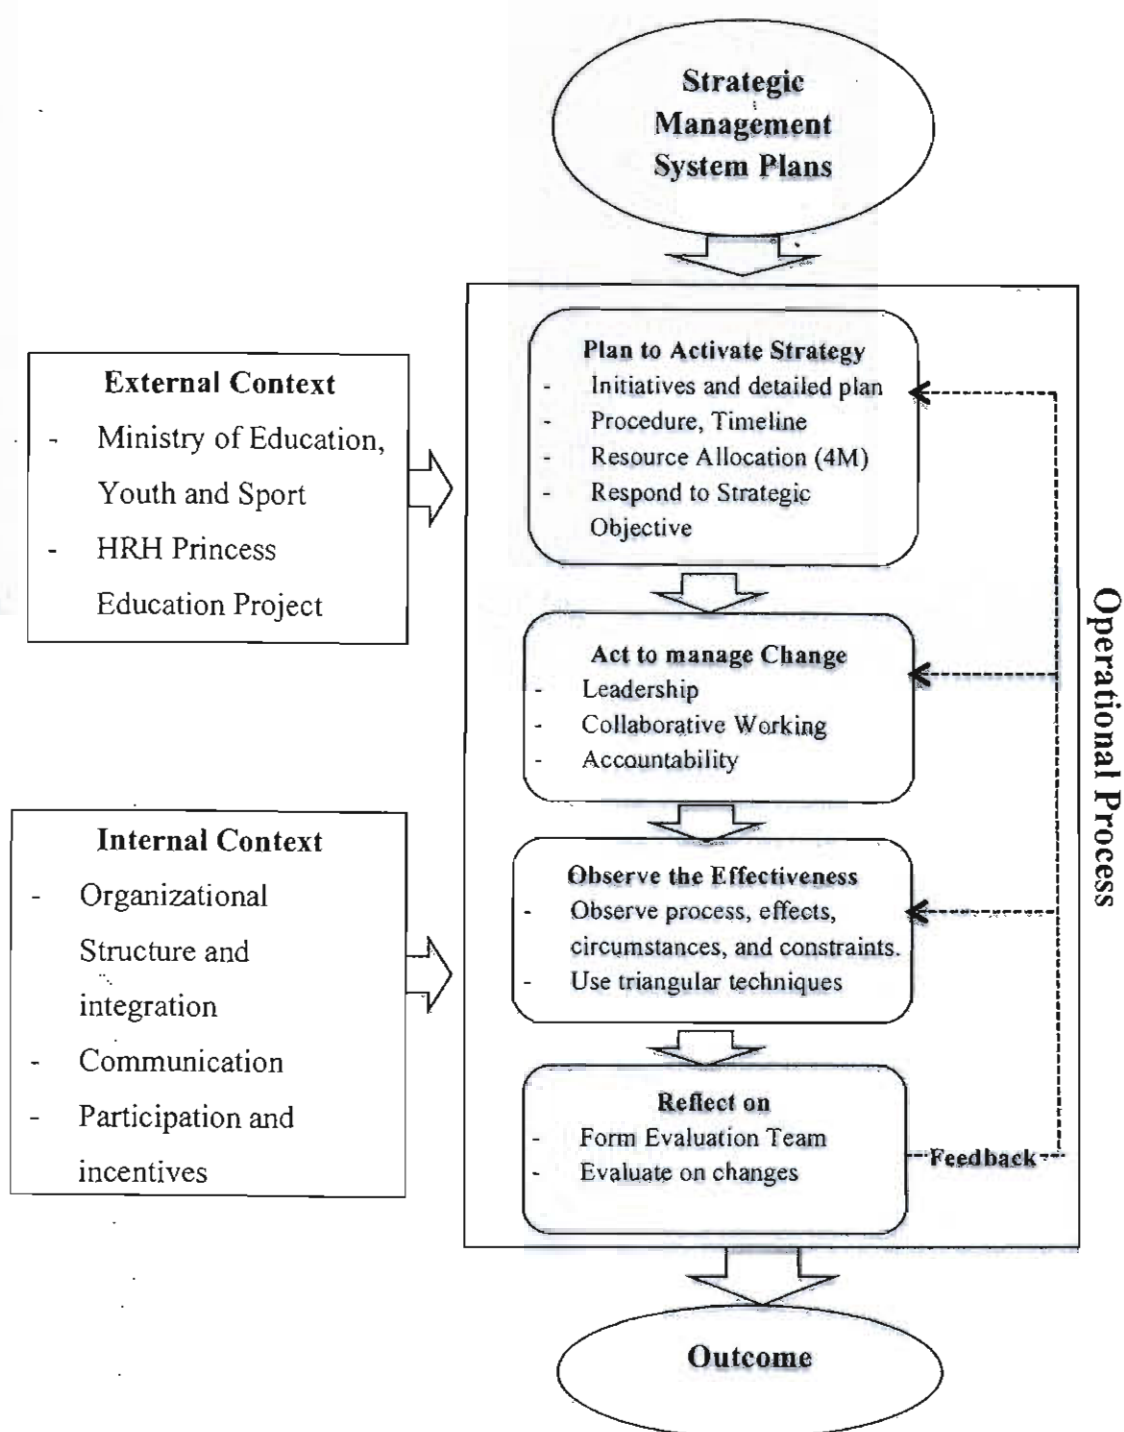 Strategic
Management
System Plans
External Context
- Ministry of Education,
Youth and Sport
- HRH Princess
Education Project
Internal Context
- Organizational
Structure and
integration
- Communication
- Participation and
incentives
Plan to Activate Strategy
- Initiatives and detailed plan
- Procedure, Timeline
- Resource Allocation (4M)
- Respond to Strategic
Objective
Act to manage Change
- Leadership
- Collaborative Working
- Accountability
Observe the Effectiveness
- Observe process, effects,
circumstances, and constraints.
- Use triangular techniques
Reflect on
- Form Evaluation Team
- Evaluate on changes
Feedback
Operational Process
Outcome